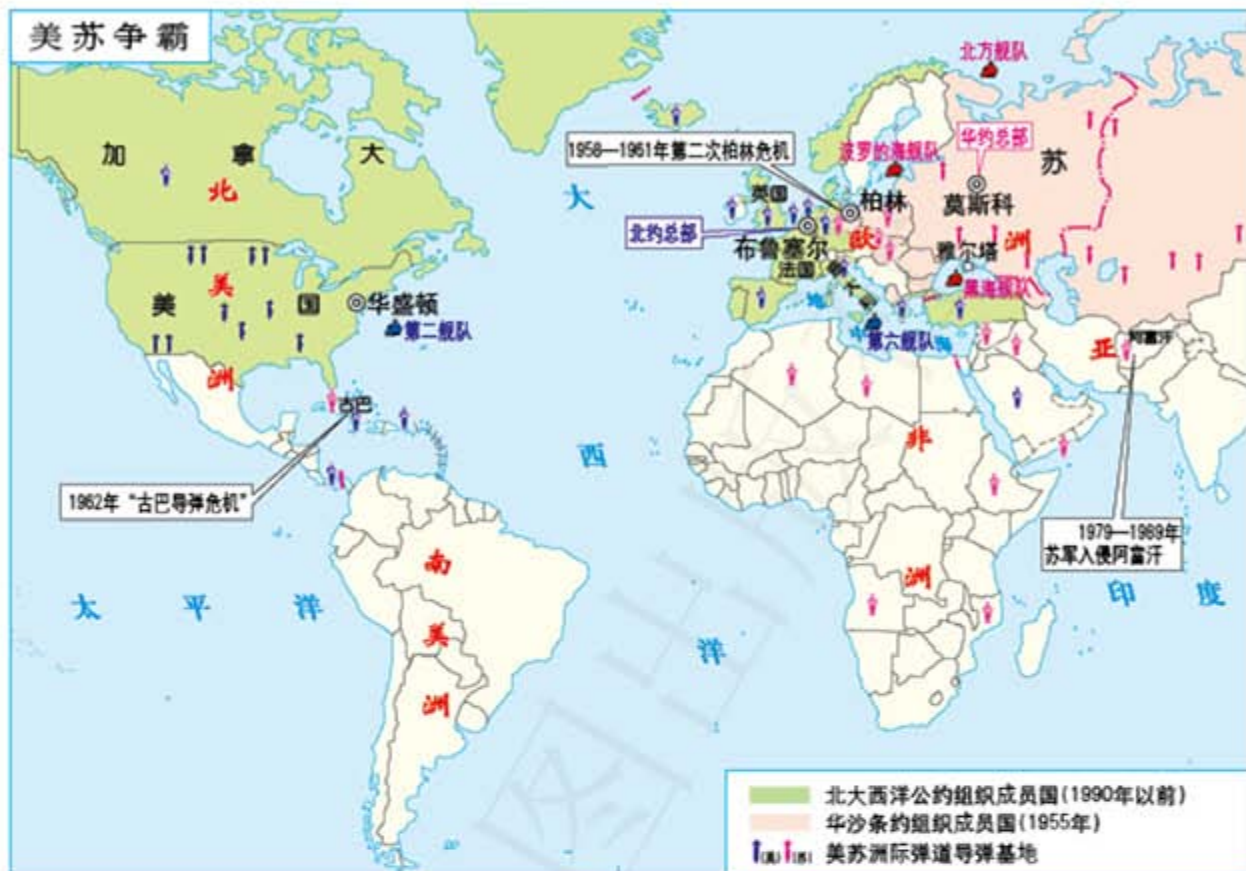 美苏争霸
北方舰队
1958—1961年第二次柏林危机
波罗的海舰队
华约总部
加拿大
苏
北
大
英国
柏林
莫斯科
北约总部
布鲁塞尔
欧
洲
雅尔塔
法国
意大利
黑海舰队
美
美国
华盛顿
第二舰队
地中海
第六舰队
亚
阿富汗
洲
古巴
非
西
1962年“古巴导弹危机”
1979—1989年
苏军入侵阿富汗
南
洲
太平洋
印度
美
洋
洲
北大西洋公约组织成员国(1990年以前)
华沙条约组织成员国(1955年)
(美) (苏) 美苏洲际弹道导弹基地